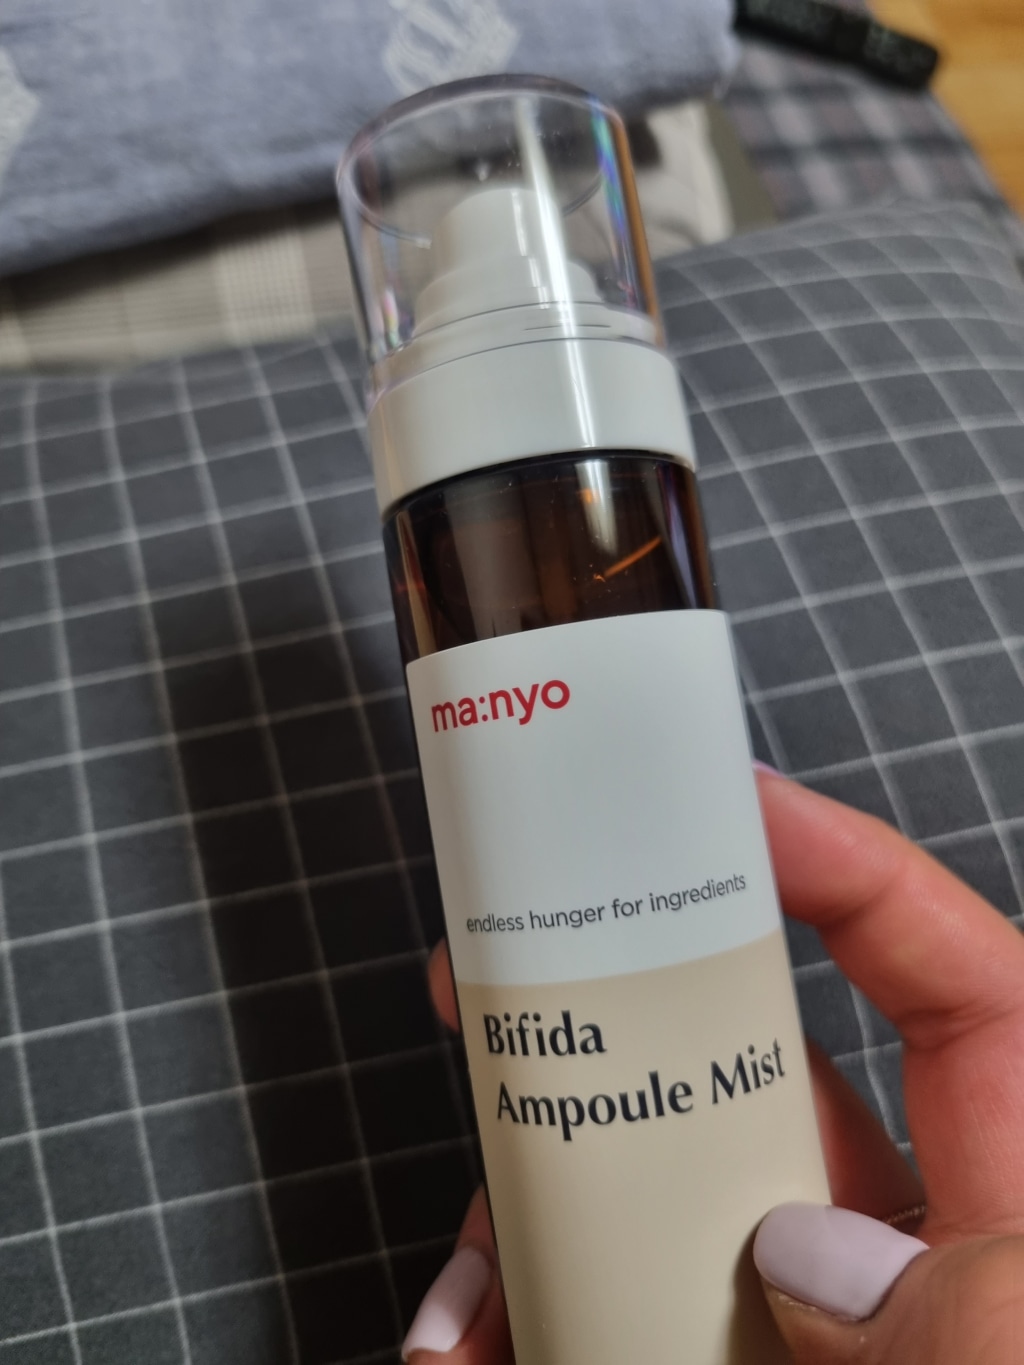 ma:nyo
endless hunger for ingredients
Bifida
Ampoule Mist